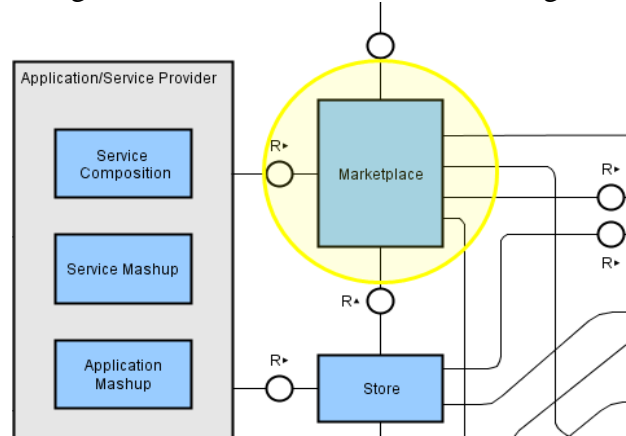 Application/Service Provider
Service
Composition
R▸
Marketplace
R▸
Service Mashup
R▸
R▴
Application
Mashup
R▸
Store